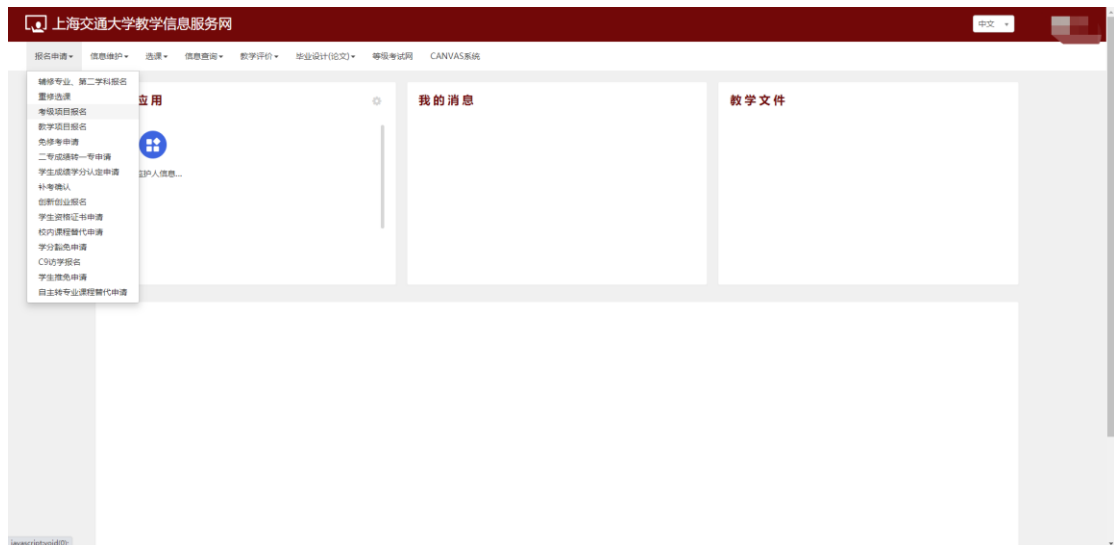 上海交通大学教学信息服务网
中文
报名申请 信息维护 选课 信息查询 教学评价 毕业设计(论文) 等级考试网 CANVAS系统
辅修专业、第二学科报名
重修选课
考级项目报名
教学项目报名
免修考申请
二专成绩转一专申请
学生成绩学分认定申请
补考确认
创新创业报名
学生资格证书申请
校内课程替代申请
学分豁免申请
C9访学报名
学生推免申请
自主转专业课程替代申请
应用
护人信息...
我的消息
教学文件
javascript:void(0);